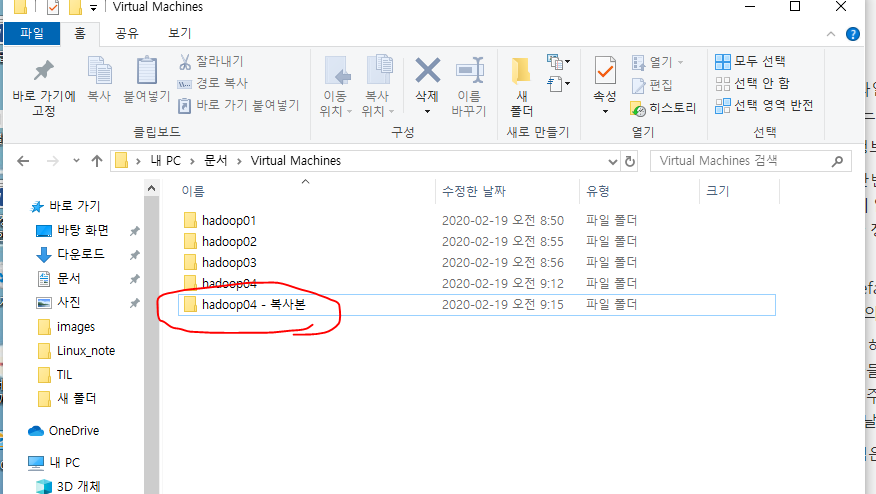 Virtual Machines
파일 홈 공유 보기
바로 가기에 고정
복사
붙여넣기
잘라내기
경로 복사
바로 가기 붙여넣기
클립보드
이동 위치
복사 위치
삭제
이름 바꾸기
구성
새 폴더
새로 만들기
속성
열기
편집
히스토리
열기
모두 선택
선택 안 함
선택 영역 반전
선택
내 PC > 문서 > Virtual Machines
Virtual Machines 검색
이름 수정한 날짜 유형 크기
hadoop01 2020-02-19 오전 8:50 파일 폴더
hadoop02 2020-02-19 오전 8:55 파일 폴더
hadoop03 2020-02-19 오전 8:56 파일 폴더
hadoop04 2020-02-19 오전 9:12 파일 폴더
hadoop04 - 복사본 2020-02-19 오전 9:15 파일 폴더
바로 가기
바탕 화면
다운로드
문서
사진
images
Linux_note
TIL
새 폴더
OneDrive
내 PC
3D 개체